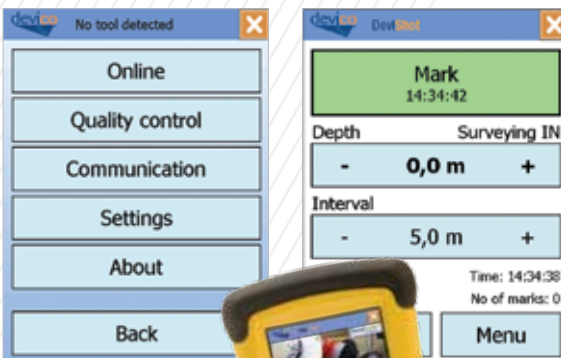 devico
No tool detected
Online
Quality control
Communication
Settings
About
Back
devico
DeviShot
Mark
14:34:42
Depth
Surveying IN
- 0,0 m +
Interval
- 5,0 m +
Time: 14:34:38
No of marks: 0
Menu